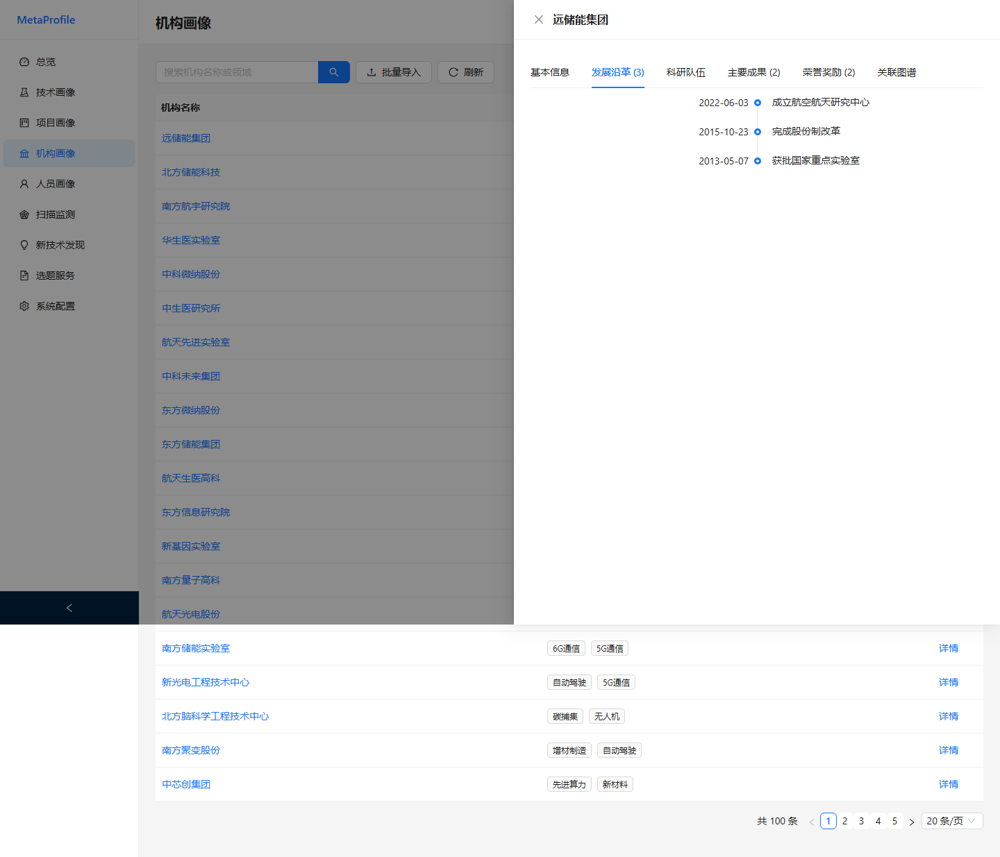 MetaProfile
总览
技术画像
项目画像
机构画像
人员画像
扫描监测
新技术发现
选题服务
系统配置
机构画像
搜索机构名称或领域
批量导入
刷新
机构名称
远储能集团
北方储能科技
南方航宇研究院
华生医实验室
中科微纳股份
中生医研究所
航天先进实验室
中科未来集团
东方微纳股份
东方储能集团
航天生医高科
东方信息研究院
新基因实验室
南方量子高科
航天光电股份
南方储能实验室 6G通信 5G通信 详情
新光电工程技术中心 自动驾驶 5G通信 详情
北方脑科学工程技术中心 碳捕集 无人机 详情
南方聚变股份 增材制造 自动驾驶 详情
中芯创集团 先进算力 新材料 详情
共 100 条 < 1 2 3 4 5 > 20 条/页
远储能集团
基本信息 发展沿革 (3) 科研队伍 主要成果 (2) 荣誉奖励 (2) 关联图谱
2022-06-03 成立航空航天研究中心
2015-10-23 完成股份制改革
2013-05-07 获批国家重点实验室